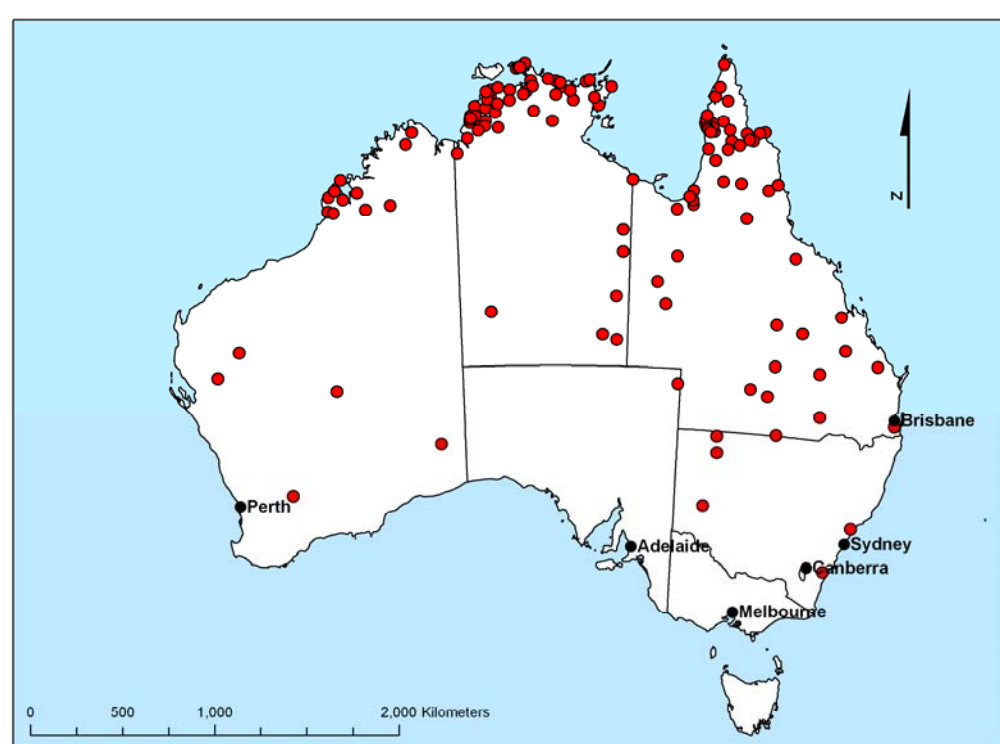 Z
Brisbane
Perth
Adelaide
Sydney
Canberra
Melbourne
0 500 1,000 2,000 Kilometers